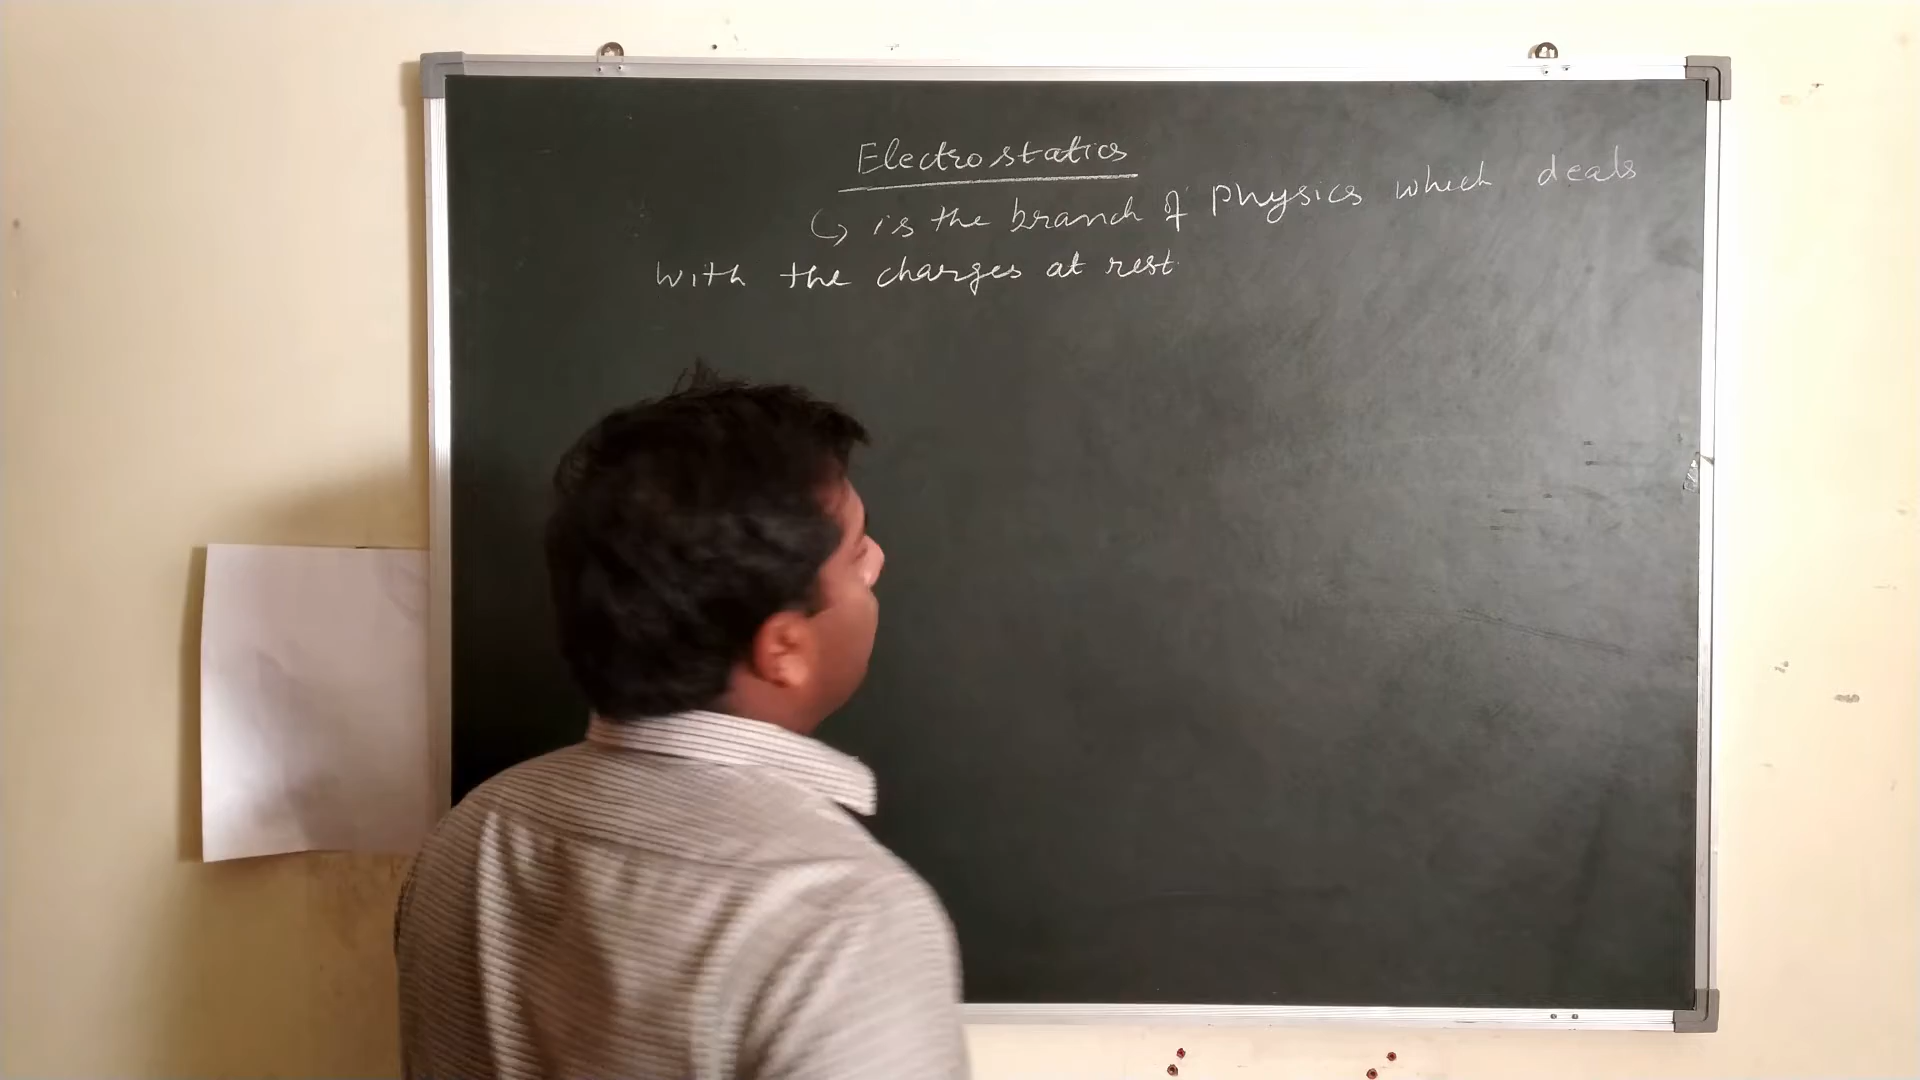 Electrostatics
↳ is the branch of Physics which deals
with the charges at rest